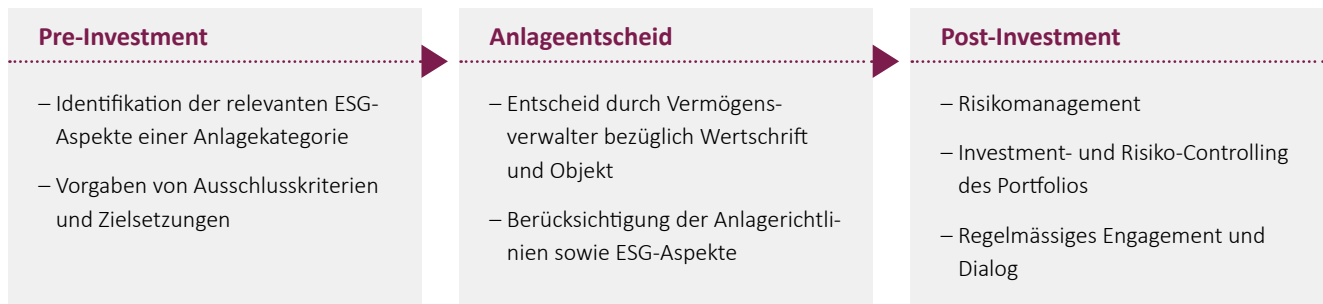 Pre-Investment
– Identifikation der relevanten ESG-
Aspekte einer Anlagekategorie
– Vorgaben von Ausschlusskriterien
und Zielsetzungen
Anlageentscheid
– Entscheid durch Vermögens-
verwalter bezüglich Wertschrift
und Objekt
– Berücksichtigung der Anlagerichtli-
nien sowie ESG-Aspekte
Post-Investment
– Risikomanagement
– Investment- und Risiko-Controlling
des Portfolios
– Regelmässiges Engagement und
Dialog